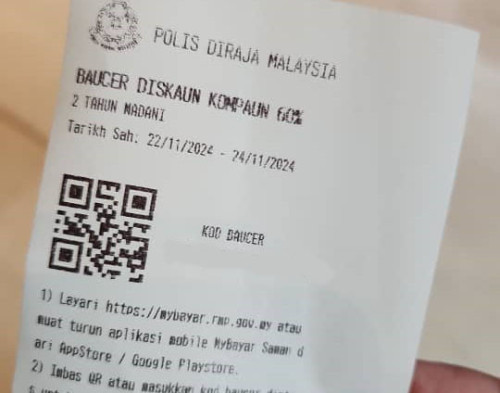 POLIS DIRAJA MALAYSIA
BAUCER DISKAUN KOMPAUN 60%
2 TAHUN MADANI
Tarikh Sah: 22/11/2024 - 24/11/2024
KOD BAUCER
1) Layari https://mybayar.rmp.gov.my atau
muat turun aplikasi mobile MyBayar Saman d
ari AppStore / Google Playstore.
2) Imbas QR atau masukkan kod baucer